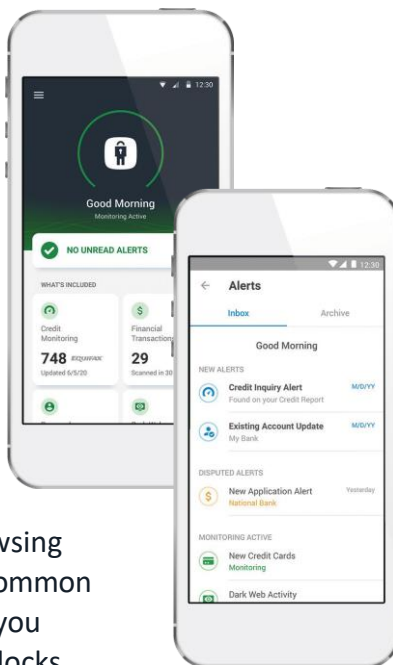 12:30
Good Morning
Monitoring Active
NO UNREAD ALERTS
WHAT'S INCLUDED
Credit
Monitoring
748 EQUIFAX
Updated 6/5/20
Financial
Transaction
29
Scanned in 30
12:30
Alerts
Inbox Archive
Good Morning
NEW ALERTS
Credit Inquiry Alert M/D/YY
Found on your Credit Report
Existing Account Update M/D/YY
My Bank
DISPUTED ALERTS
New Application Alert Yesterday
National Bank
MONITORING ACTIVE
New Credit Cards
Monitoring
Dark Web Activity
wsing
ommon
you
locks